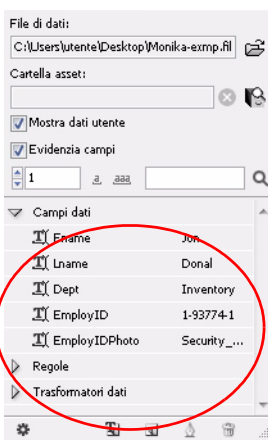 File di dati:
C:\Users\utente\Desktop\Monika-exmp.fil
Cartella asset:
Mostra dati utente
Evidenzia campi
1 a aaa
Campi dati
Fname Jon
Lname Donal
Dept Inventory
EmployID 1-93774-1
EmployIDPhoto Security_...
Regole
Trasformatori dati